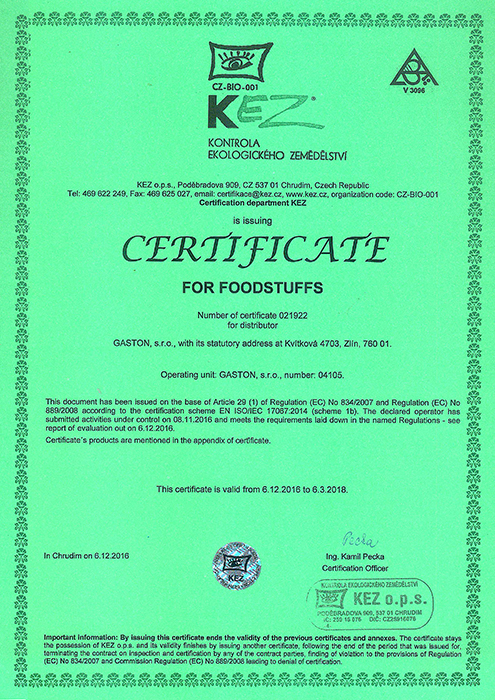 CZ-BIO-001
KEZ
KONTROLA
EKOLOGICKÉHO ZEMĚDĚLSTVÍ
V 3096
KEZ o.p.s., Poděbradova 909, CZ 537 01 Chrudim, Czech Republic
Tel: 469 622 249, Fax: 469 625 027, email: certifikace@kez.cz, www.kez.cz, organization code: CZ-BIO-001
Certification department KEZ
is issuing
CERTIFICATE
FOR FOODSTUFFS
Number of certificate 021922
for distributor
GASTON, s.r.o., with its statutory address at Kvítková 4703, Zlín, 760 01.
Operating unit: GASTON, s.r.o., number: 04105.
This document has been issued on the base of Article 29 (1) of Regulation (EC) No 834/2007 and Regulation (EC) No
889/2008 according to the certification scheme EN ISO/IEC 17067:2014 (scheme 1b). The declared operator has
submitted activities under control on 08.11.2016 and meets the requirements laid down in the named Regulations - see
report of evaluation out on 6.12.2016.
Certificate's products are mentioned in the appendix of certificate.
This certificate is valid from 6.12.2016 to 6.3.2018.
Pecka
In Chrudim on 6.12.2016
KEZ
Ing. Kamil Pecka
Certification Officer
KONTROLA EKOLOGICKÉHO ZEMĚDĚLSTVÍ
KEZ o.p.s.
PODĚBRADOVA 909, 537 01 CHRUDIM
DIČ:
Important Information: By issuing this certificate ends the validity of the previous certificates and annexes. The certificate stays
the possession of KEZ o.p.s. and its validity finishes by issuing another certificate, following the end of the period that was issued for,
terminating the contract on inspection and certification by any of the contract parties, finding of violation to the provisions of Regulation
(EC) No 834/2007 and Commission Regulation (EC) No 889/2008 leading to denial of certification.